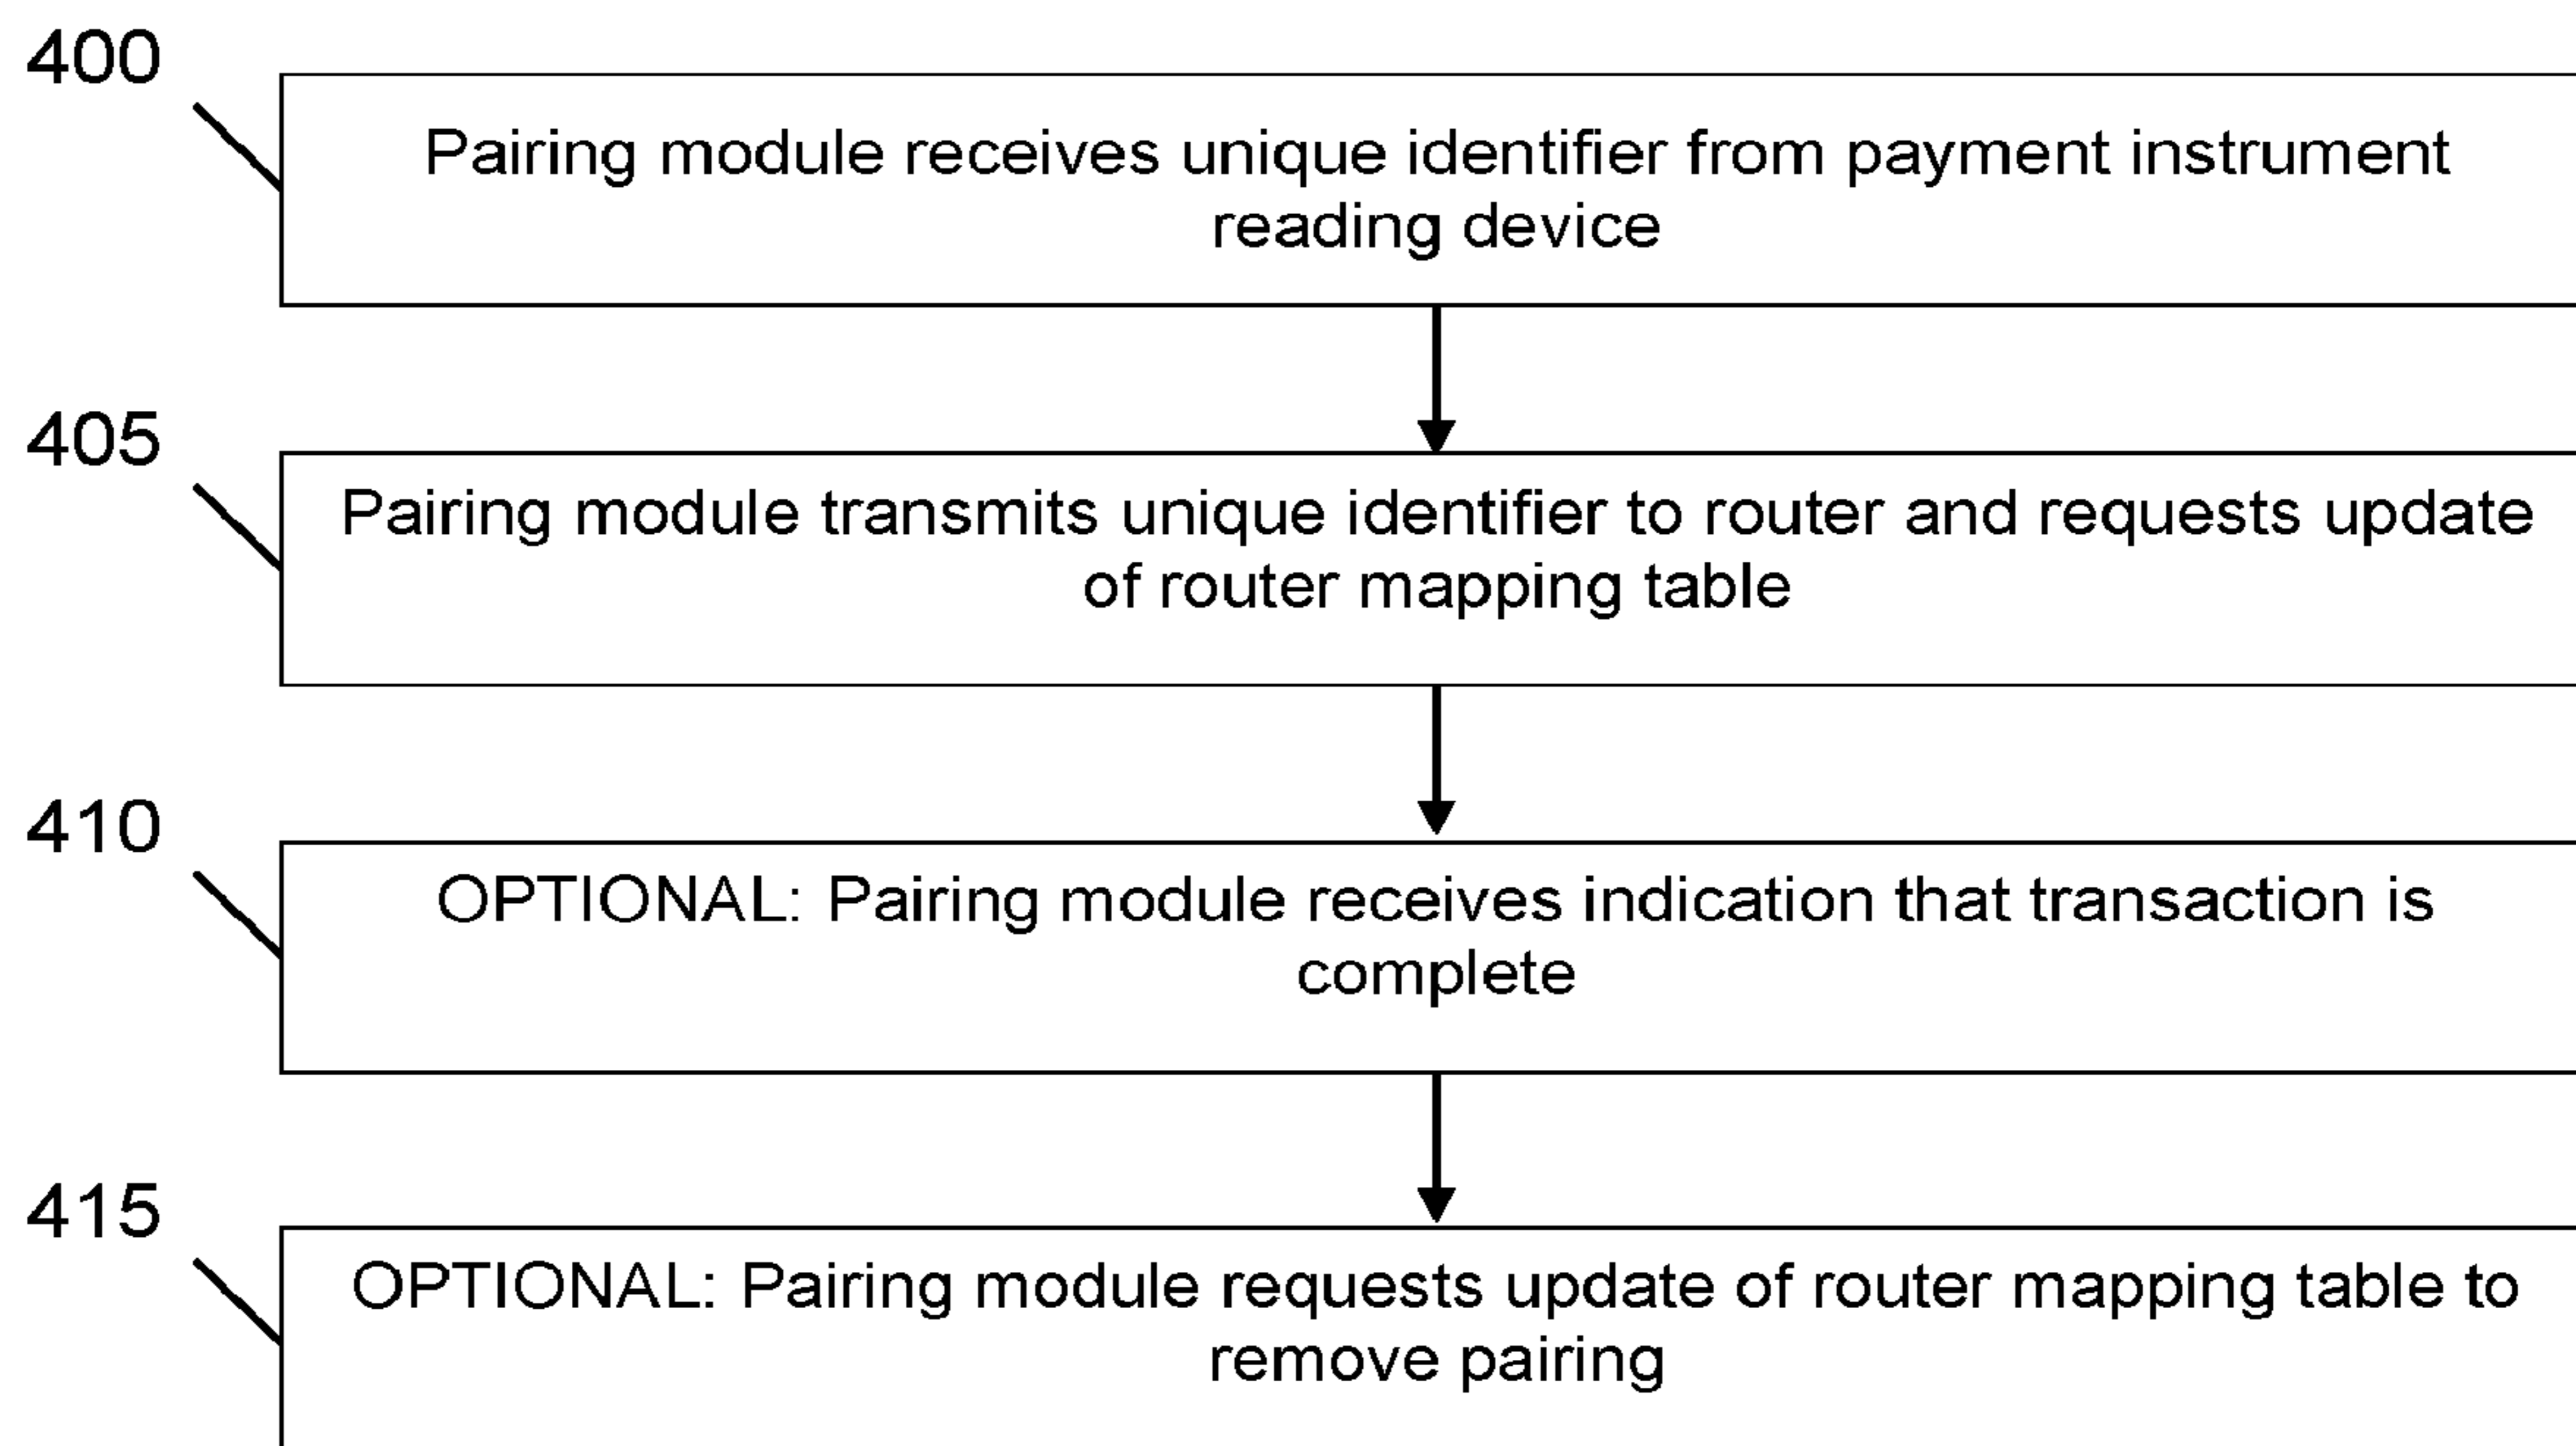 400
Pairing module receives unique identifier from payment instrument
reading device
405
Pairing module transmits unique identifier to router and requests update
of router mapping table
410
OPTIONAL: Pairing module receives indication that transaction is
complete
415
OPTIONAL: Pairing module requests update of router mapping table to
remove pairing